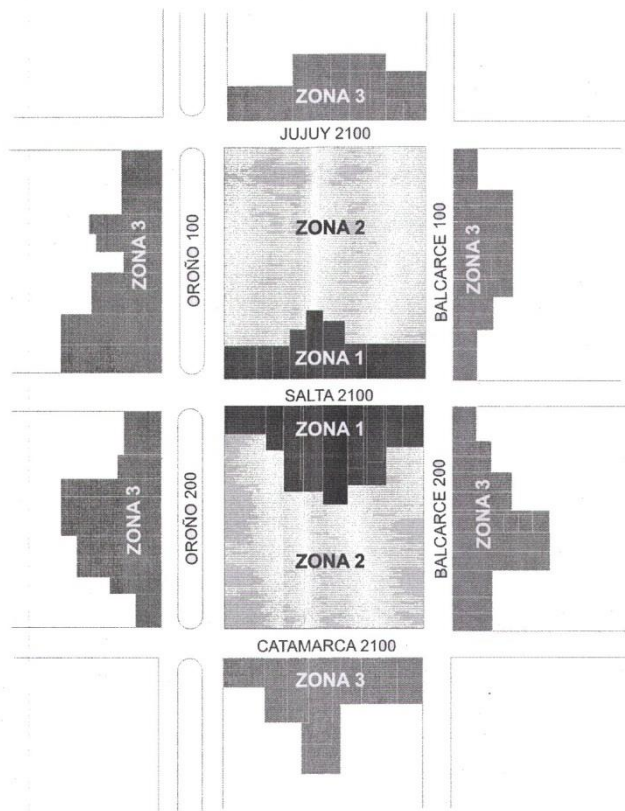 ZONA 3
JUJUY 2100
ZONA 3
OROÑO 100
ZONA 2
BALCARCE 100
ZONA 3
ZONA 1
SALTA 2100
ZONA 1
ZONA 3
OROÑO 200
ZONA 2
BALCARCE 200
ZONA 3
CATAMARCA 2100
ZONA 3